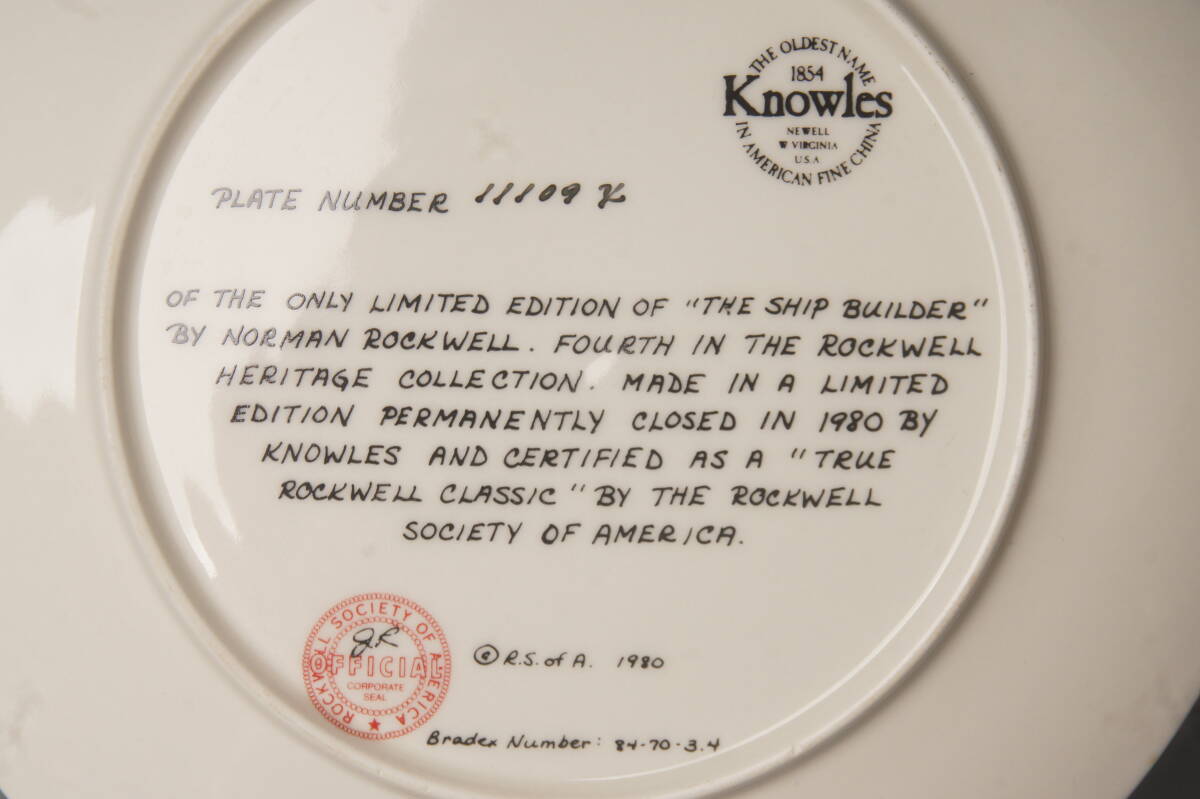 THE OLDEST NAME
1854
Knowles
NEWELL
W VIRGINIA
U.S.A
IN AMERICAN FINE CHINA
PLATE NUMBER 11109 K
OF THE ONLY LIMITED EDITION OF "THE SHIP BUILDER"
BY NORMAN ROCKWELL. FOURTH IN THE ROCKWELL
HERITAGE COLLECTION. MADE IN A LIMITED
EDITION PERMANENTLY CLOSED IN 1980 BY
KNOWLES AND CERTIFIED AS A "TRUE
ROCKWELL CLASSIC" BY THE ROCKWELL
SOCIETY OF AMERICA.
ROCKWELL SOCIETY OF AMERICA
OFFICIAL
CORPORATE
SEAL
© R.S. of A. 1980
Bradex Number: 84-70-3.4